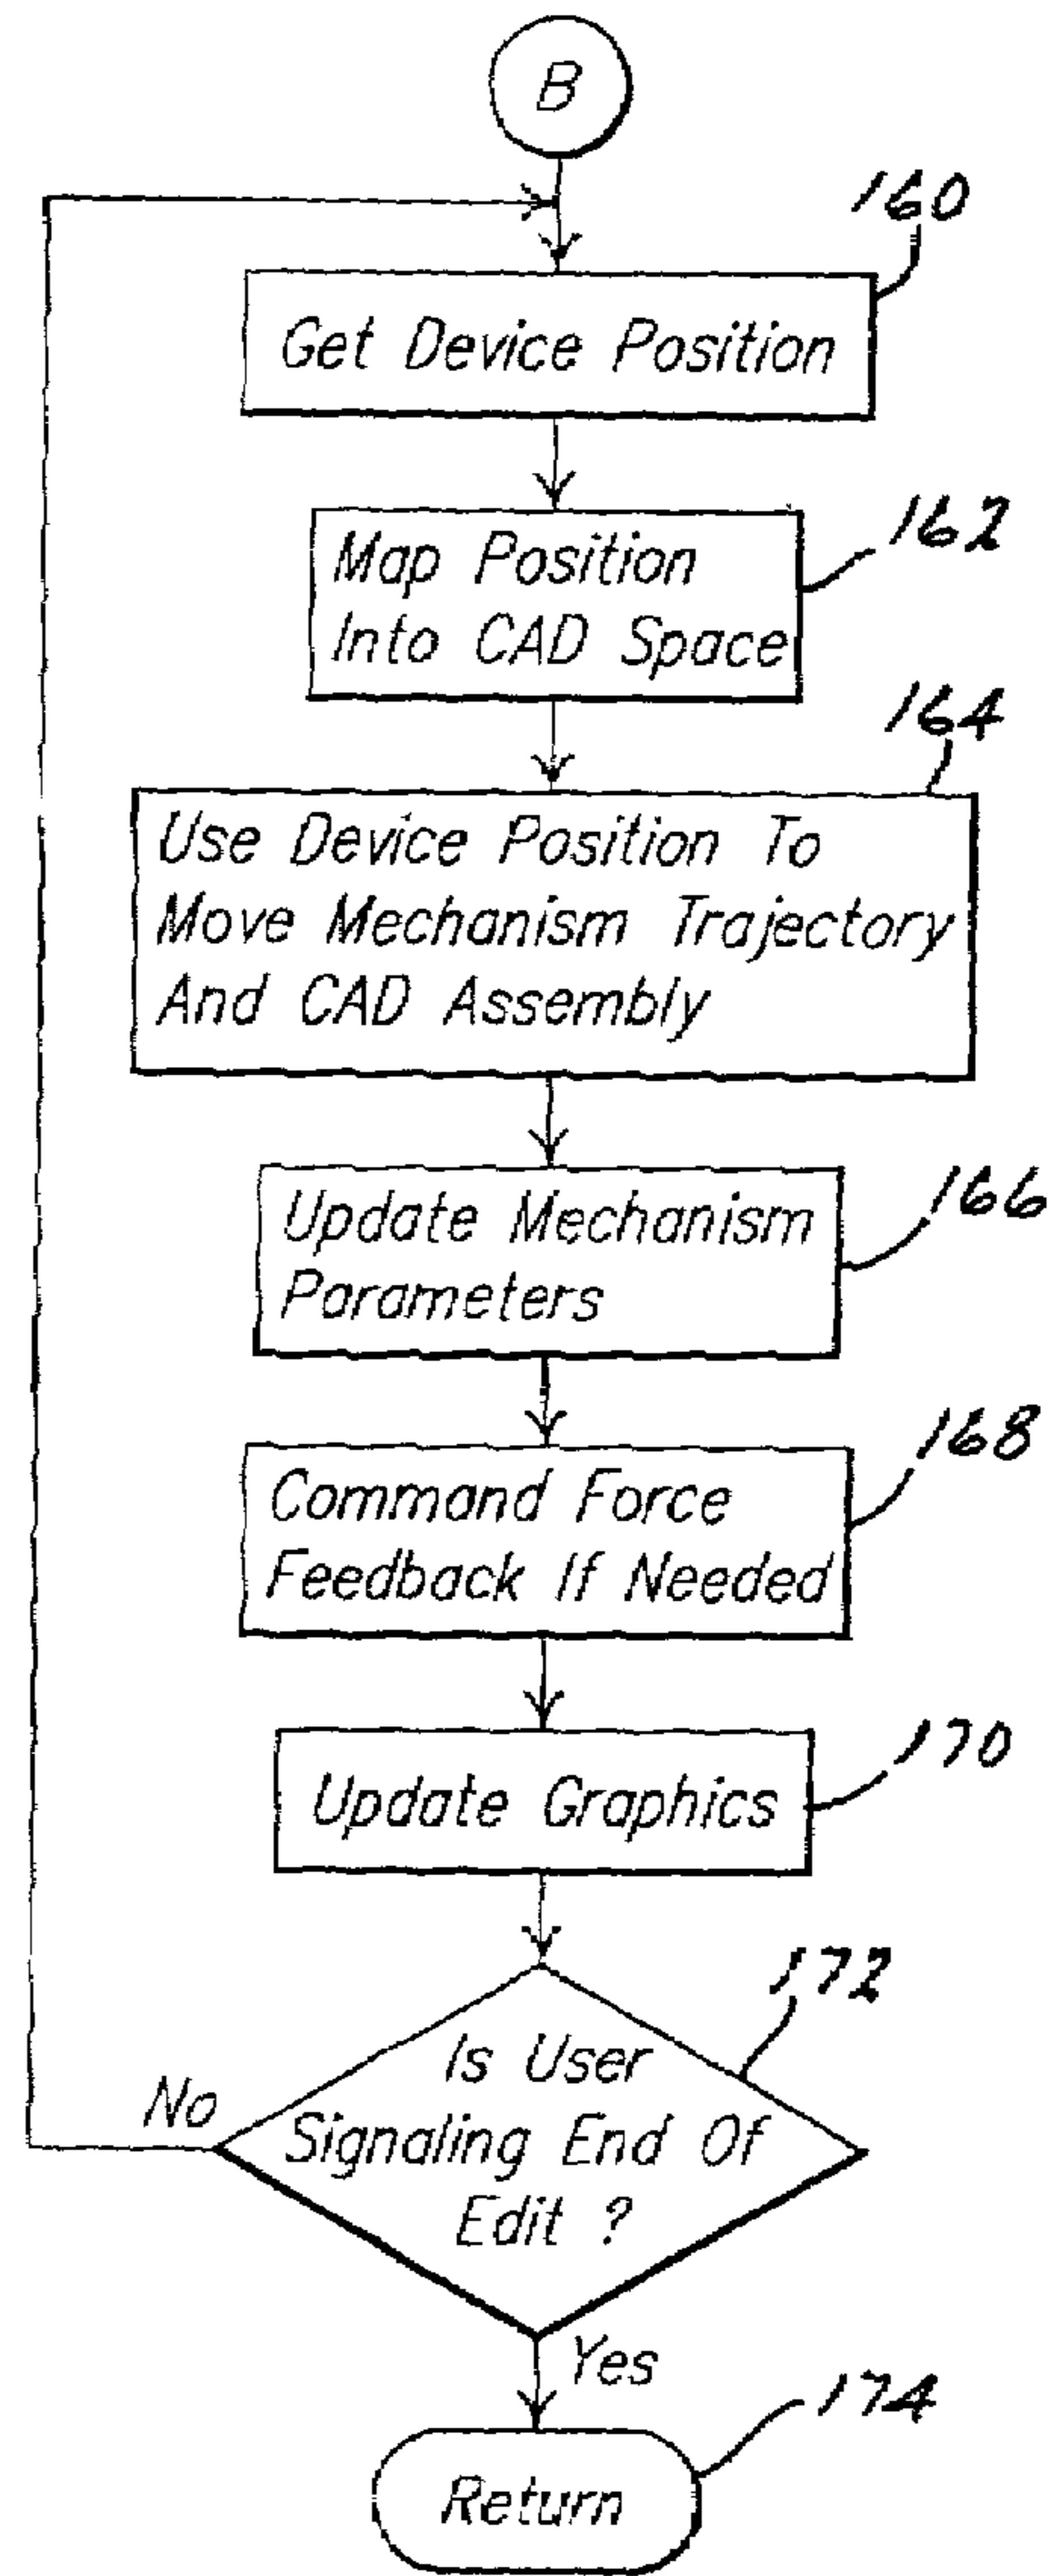 B
160
Get Device Position
162
Map Position
Into CAD Space
164
Use Device Position To
Move Mechanism Trajectory
And CAD Assembly
166
Update Mechanism
Parameters
168
Command Force
Feedback If Needed
170
Update Graphics
172
Is User
Signaling End Of
Edit ?
No
Yes
174
Return